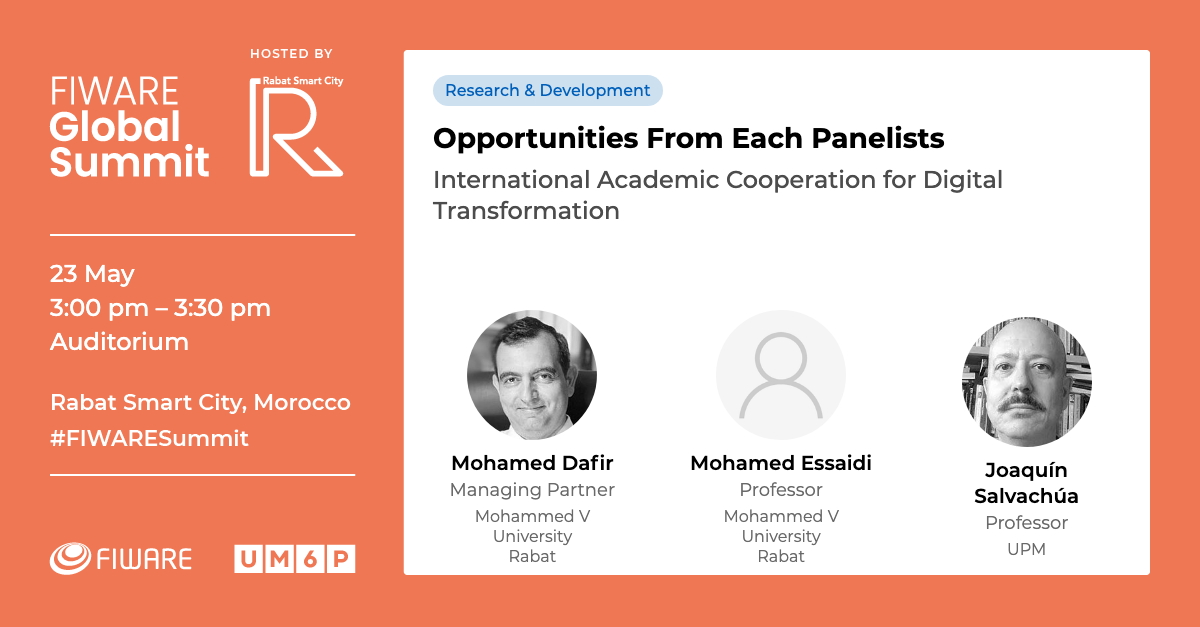 HOSTED BY
FIWARE
Global
Summit
Rabat Smart City
R
23 May
3:00 pm – 3:30 pm
Auditorium
Rabat Smart City, Morocco
#FIWARESummit
FIWARE
UM6P
Research & Development
Opportunities From Each Panelists
International Academic Cooperation for Digital
Transformation
Mohamed Dafir
Managing Partner
Mohammed V
University
Rabat
Mohamed Essaidi
Professor
Mohammed V
University
Rabat
Joaquín
Salvachúa
Professor
UPM